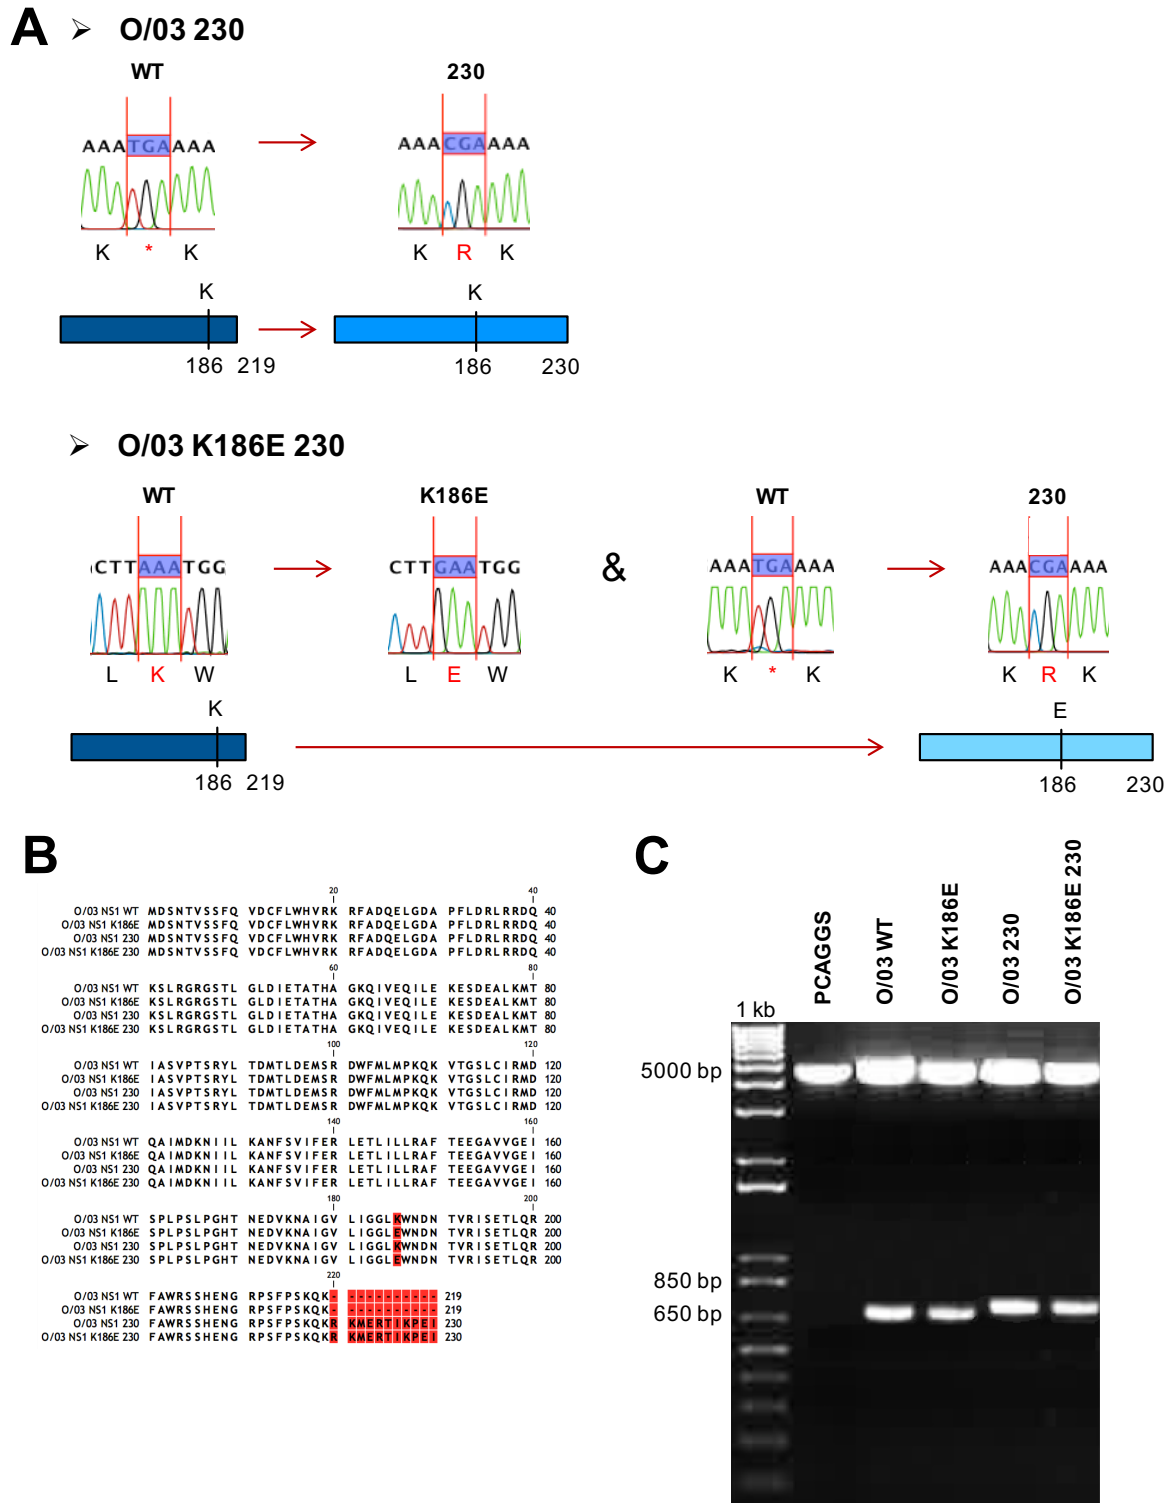 A
➢ O/03 230
WT
230
AAATGAAAA
AAACGAAAA
K * K
K R K
K
K
186 219
186 230
➢ O/03 K186E 230
WT
K186E
WT
230
CTTAAATGG
CTTGAATGG
&
AAATGAAAA
AAACGAAAA
L K W
L E W
K * K
K R K
K
E
186 219
186 230
B
20 40
O/03 NS1 WT MDSNTVSSFQ VDCFLWHVRK RFADQELGDA PFLDRLRRDQ 40
O/03 NS1 K186E MDSNTVSSFQ VDCFLWHVRK RFADQELGDA PFLDRLRRDQ 40
O/03 NS1 230 MDSNTVSSFQ VDCFLWHVRK RFADQELGDA PFLDRLRRDQ 40
O/03 NS1 K186E 230 MDSNTVSSFQ VDCFLWHVRK RFADQELGDA PFLDRLRRDQ 40
60 80
O/03 NS1 WT KSLRGRGSTL GLDIETATHA GKQIVEQILE KESDEALKMT 80
O/03 NS1 K186E KSLRGRGSTL GLDIETATHA GKQIVEQILE KESDEALKMT 80
O/03 NS1 230 KSLRGRGSTL GLDIETATHA GKQIVEQILE KESDEALKMT 80
O/03 NS1 K186E 230 KSLRGRGSTL GLDIETATHA GKQIVEQILE KESDEALKMT 80
100 120
O/03 NS1 WT IASVPTSRYL TDMTLDEMSR DWFMLMPKQK VTGSLCIRMD 120
O/03 NS1 K186E IASVPTSRYL TDMTLDEMSR DWFMLMPKQK VTGSLCIRMD 120
O/03 NS1 230 IASVPTSRYL TDMTLDEMSR DWFMLMPKQK VTGSLCIRMD 120
O/03 NS1 K186E 230 IASVPTSRYL TDMTLDEMSR DWFMLMPKQK VTGSLCIRMD 120
140 160
O/03 NS1 WT QAIMDKNIIL KANFSVIFER LETLILLRAF TEEGAVVGEI 160
O/03 NS1 K186E QAIMDKNIIL KANFSVIFER LETLILLRAF TEEGAVVGEI 160
O/03 NS1 230 QAIMDKNIIL KANFSVIFER LETLILLRAF TEEGAVVGEI 160
O/03 NS1 K186E 230 QAIMDKNIIL KANFSVIFER LETLILLRAF TEEGAVVGEI 160
180 200
O/03 NS1 WT SPLPSLPGHT NEDVKNAIGV LIGGLKWNDN TVRISETLQR 200
O/03 NS1 K186E SPLPSLPGHT NEDVKNAIGV LIGGLEWNDN TVRISETLQR 200
O/03 NS1 230 SPLPSLPGHT NEDVKNAIGV LIGGLKWNDN TVRISETLQR 200
O/03 NS1 K186E 230 SPLPSLPGHT NEDVKNAIGV LIGGLEWNDN TVRISETLQR 200
220
O/03 NS1 WT FAWRSSHENG RPSFPSKQK- ---------- 219
O/03 NS1 K186E FAWRSSHENG RPSFPSKQK- ---------- 219
O/03 NS1 230 FAWRSSHENG RPSFPSKQKR KMERTIKPEI 230
O/03 NS1 K186E 230 FAWRSSHENG RPSFPSKQKR KMERTIKPEI 230
C
1 kb
PCAGGS
O/03 WT
O/03 K186E
O/03 230
O/03 K186E 230
5000 bp
850 bp
650 bp